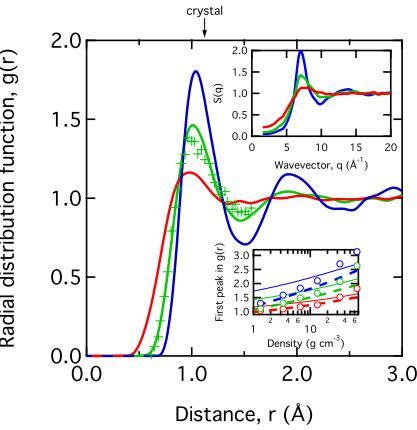 crystal
Radial distribution function, g(r)
2.0
1.5
1.0
0.5
0.0
0.0
1.0
2.0
3.0
Distance, r (Å)
S(q)
2.0
1.5
1.0
0.5
0.0
0 5 10 15 20
Wavevector, q (Å⁻¹)
First peak in g(r)
3.0
2.5
2.0
1.5
1.0
1 2 4 6 10 2 4 6
Density (g cm⁻³)